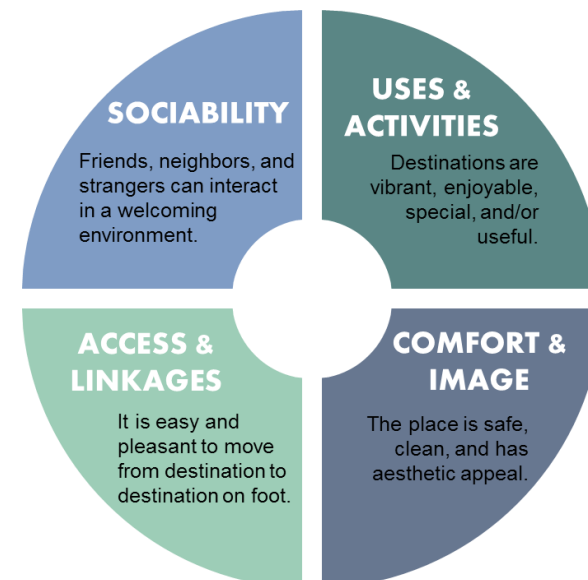 SOCIABILITY
Friends, neighbors, and
strangers can interact
in a welcoming
environment.
USES &
ACTIVITIES
Destinations are
vibrant, enjoyable,
special, and/or
useful.
ACCESS &
LINKAGES
It is easy and
pleasant to move
from destination to
destination on foot.
COMFORT &
IMAGE
The place is safe,
clean, and has
aesthetic appeal.